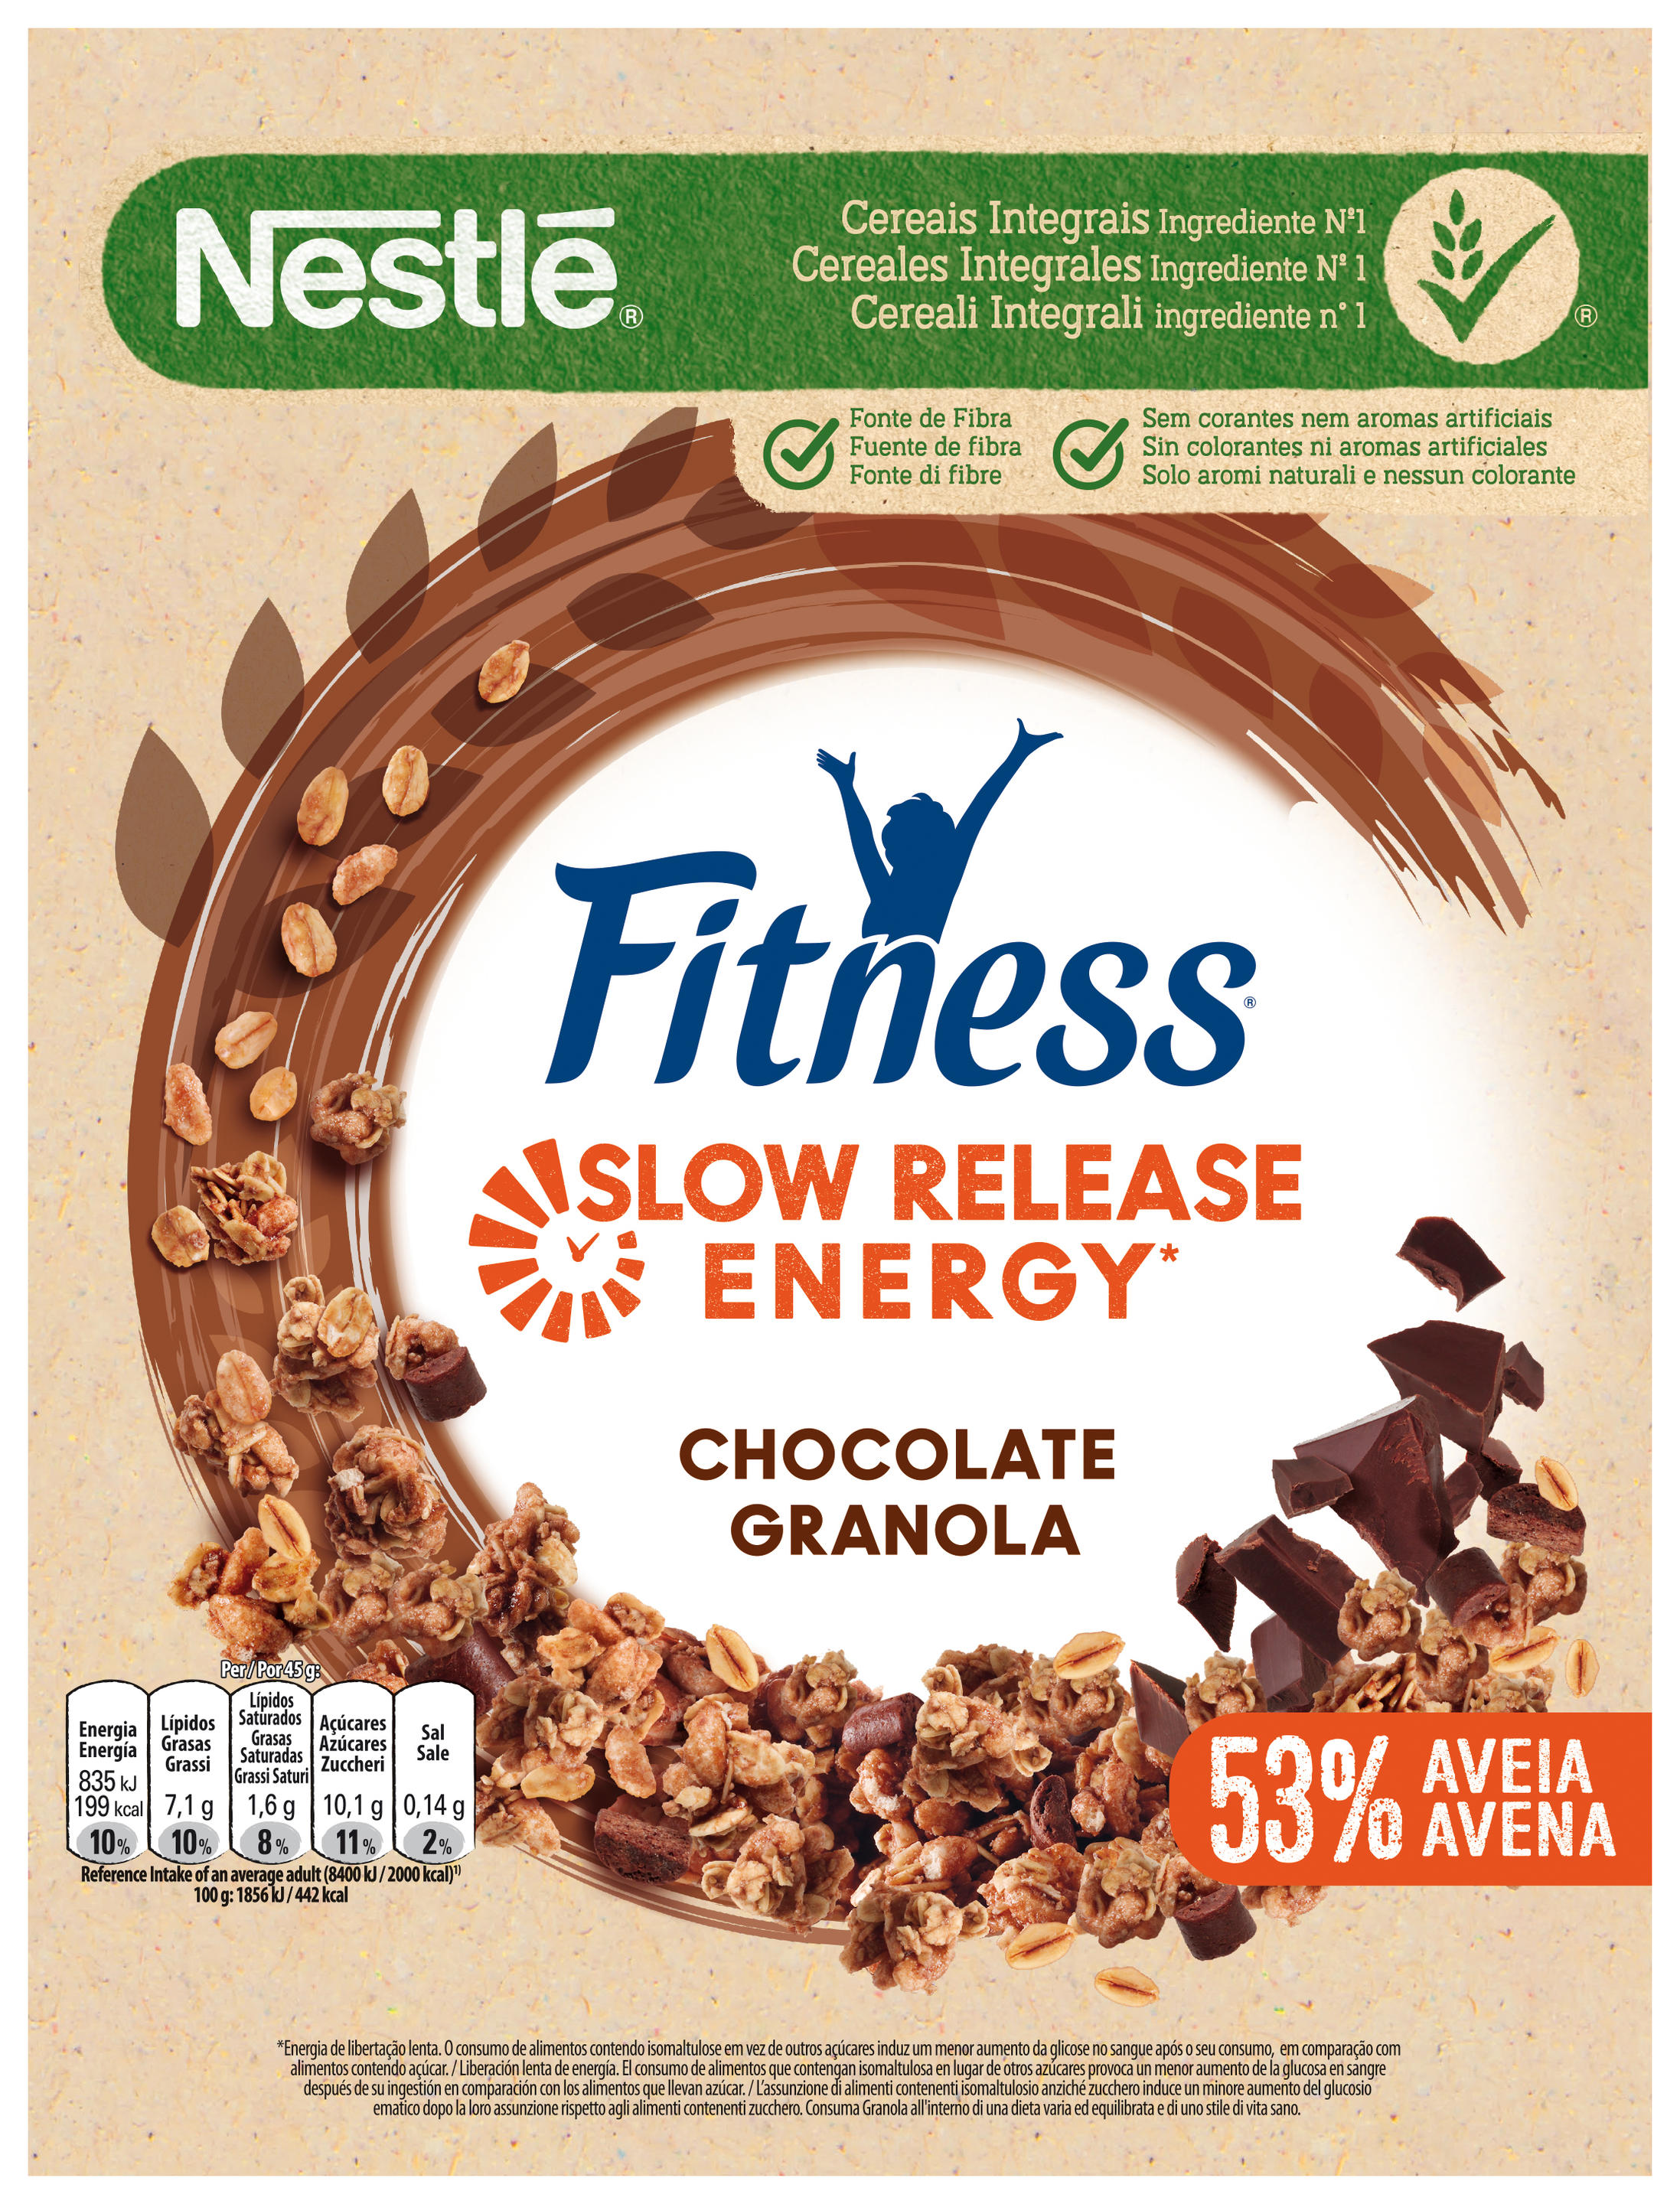 Nestlé®
Cereais Integrais Ingrediente Nº1
Cereales Integrales Ingrediente Nº 1
Cereali Integrali ingrediente n° 1
®
Fonte de Fibra
Fuente de fibra
Fonte di fibre
Sem corantes nem aromas artificiais
Sin colorantes ni aromas artificiales
Solo aromi naturali e nessun colorante
Fitness®
SLOW RELEASE
ENERGY*
CHOCOLATE
GRANOLA
Per/Por 45 g:
Energia
Energía
835 kJ
199 kcal
10%
Lípidos
Grasas
Grassi
7,1 g
10%
Lípidos
Saturados
Grasas
Saturadas
Grassi Saturi
1,6 g
8%
Açúcares
Azúcares
Zuccheri
10,1 g
11%
Sal
Sale
0,14 g
2%
Reference Intake of an average adult (8400 kJ / 2000 kcal)¹⁾
100 g: 1856 kJ / 442 kcal
53% AVEIA
AVENA
*Energia de libertação lenta. O consumo de alimentos contendo isomaltulose em vez de outros açúcares induz um menor aumento da glicose no sangue após o seu consumo, em comparação com
alimentos contendo açúcar. / Liberación lenta de energía. El consumo de alimentos que contengan isomaltulosa en lugar de otros azúcares provoca un menor aumento de la glucosa en sangre
después de su ingestión en comparación con los alimentos que llevan azúcar. / L'assunzione di alimenti contenenti isomaltulosio anziché zucchero induce un minore aumento del glucosio
ematico dopo la loro assunzione rispetto agli alimenti contenenti zucchero. Consuma Granola all'interno di una dieta varia ed equilibrata e di uno stile di vita sano.